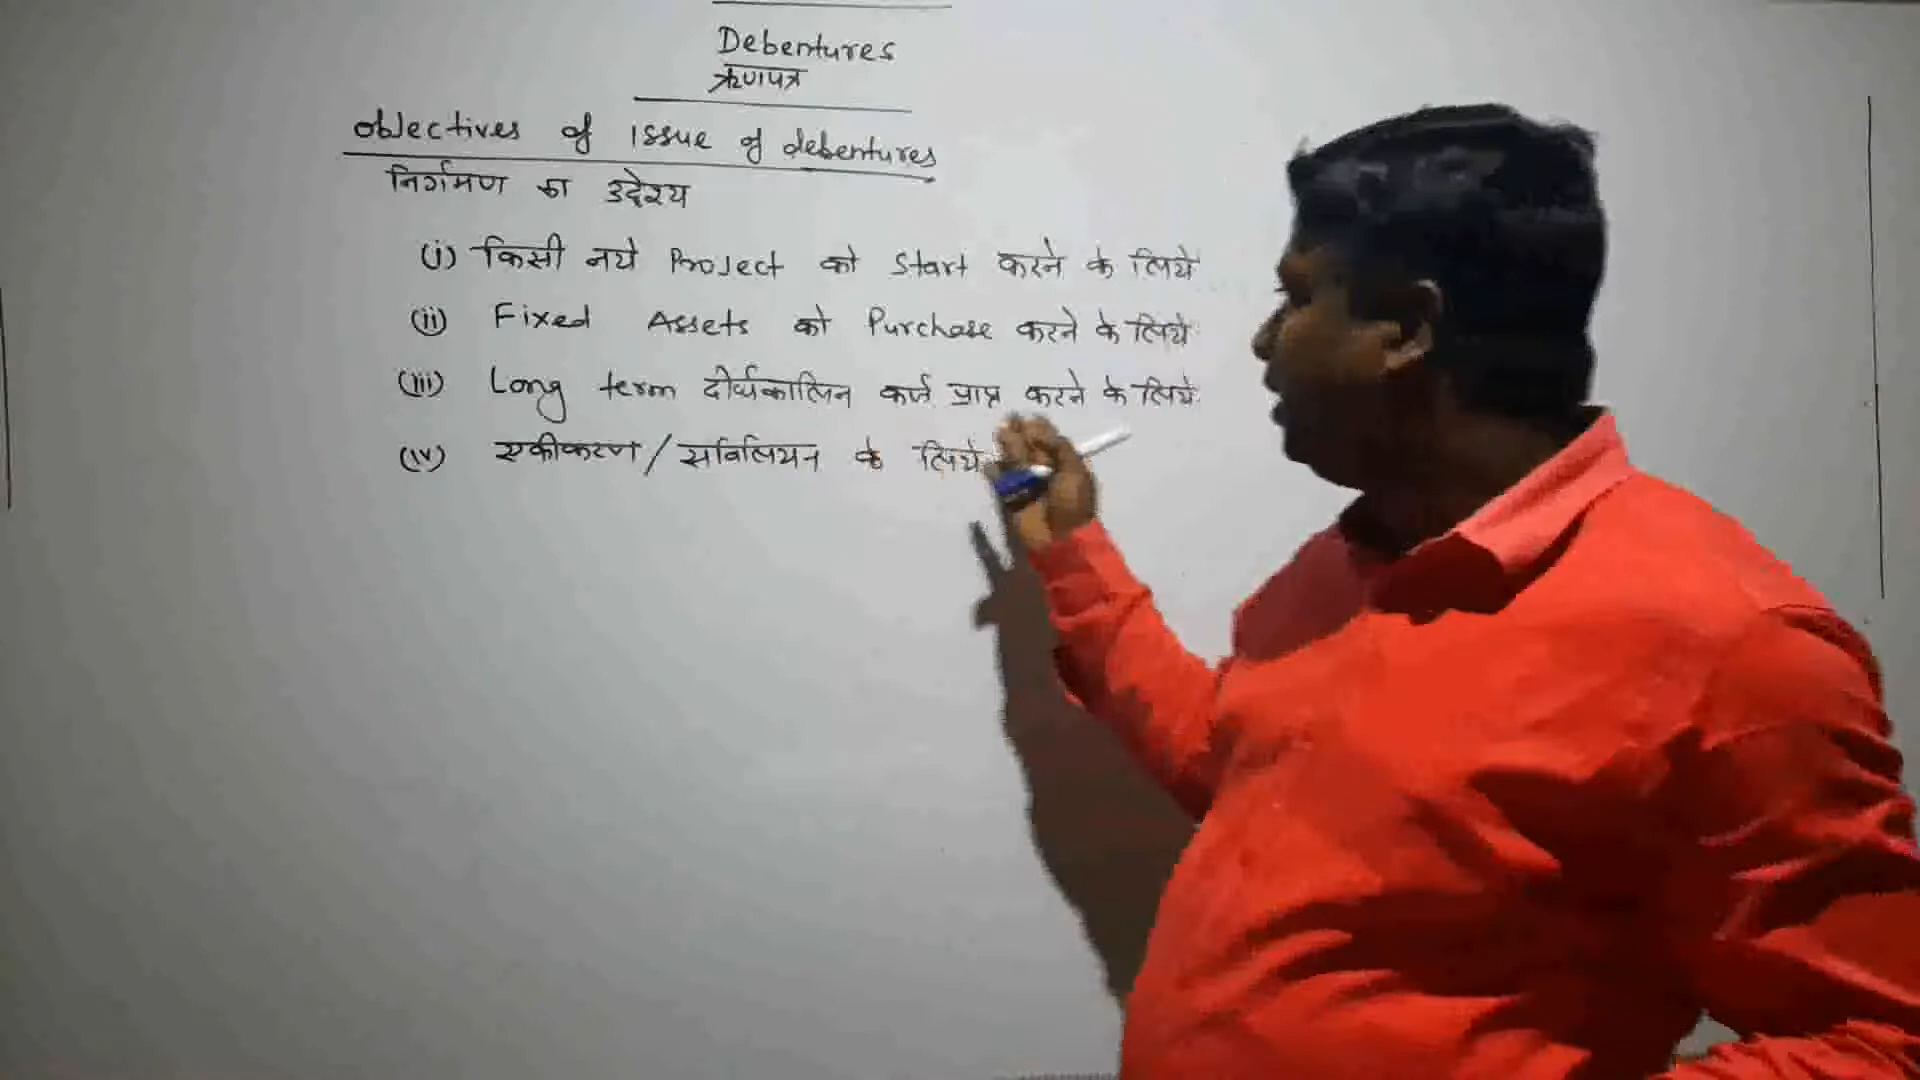 Debentures
ऋणपत्र
objectives of issue of debentures
निर्गमण का उद्देश्य
(i) किसी नये Project को Start करने के लिये
(ii) Fixed Assets को Purchase करने के लिये
(iii) Long term दीर्घकालिन कर्ज प्राप्त करने के लिये
(iv) एकीकरण/सविलियन के लिये